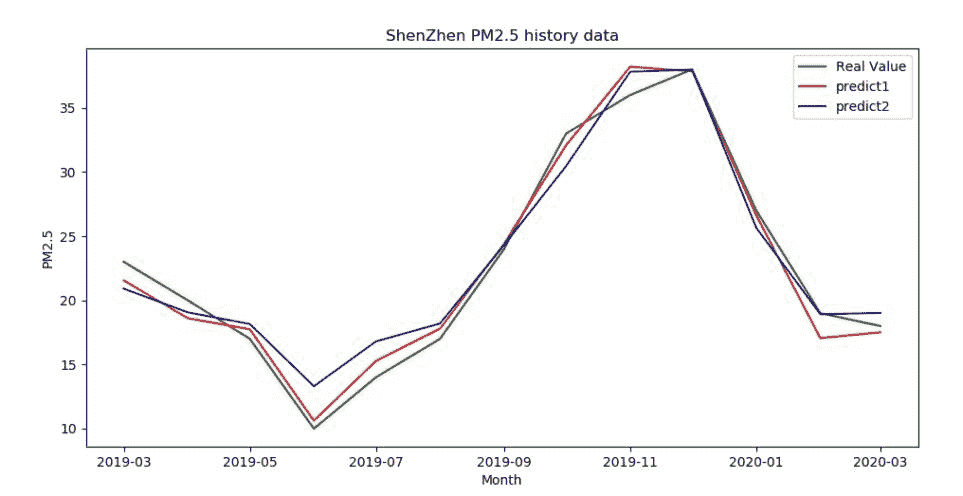 ShenZhen PM2.5 history data
Real Value
predict1
predict2
PM2.5
35
30
25
20
15
10
2019-03 2019-05 2019-07 2019-09 2019-11 2020-01 2020-03
Month